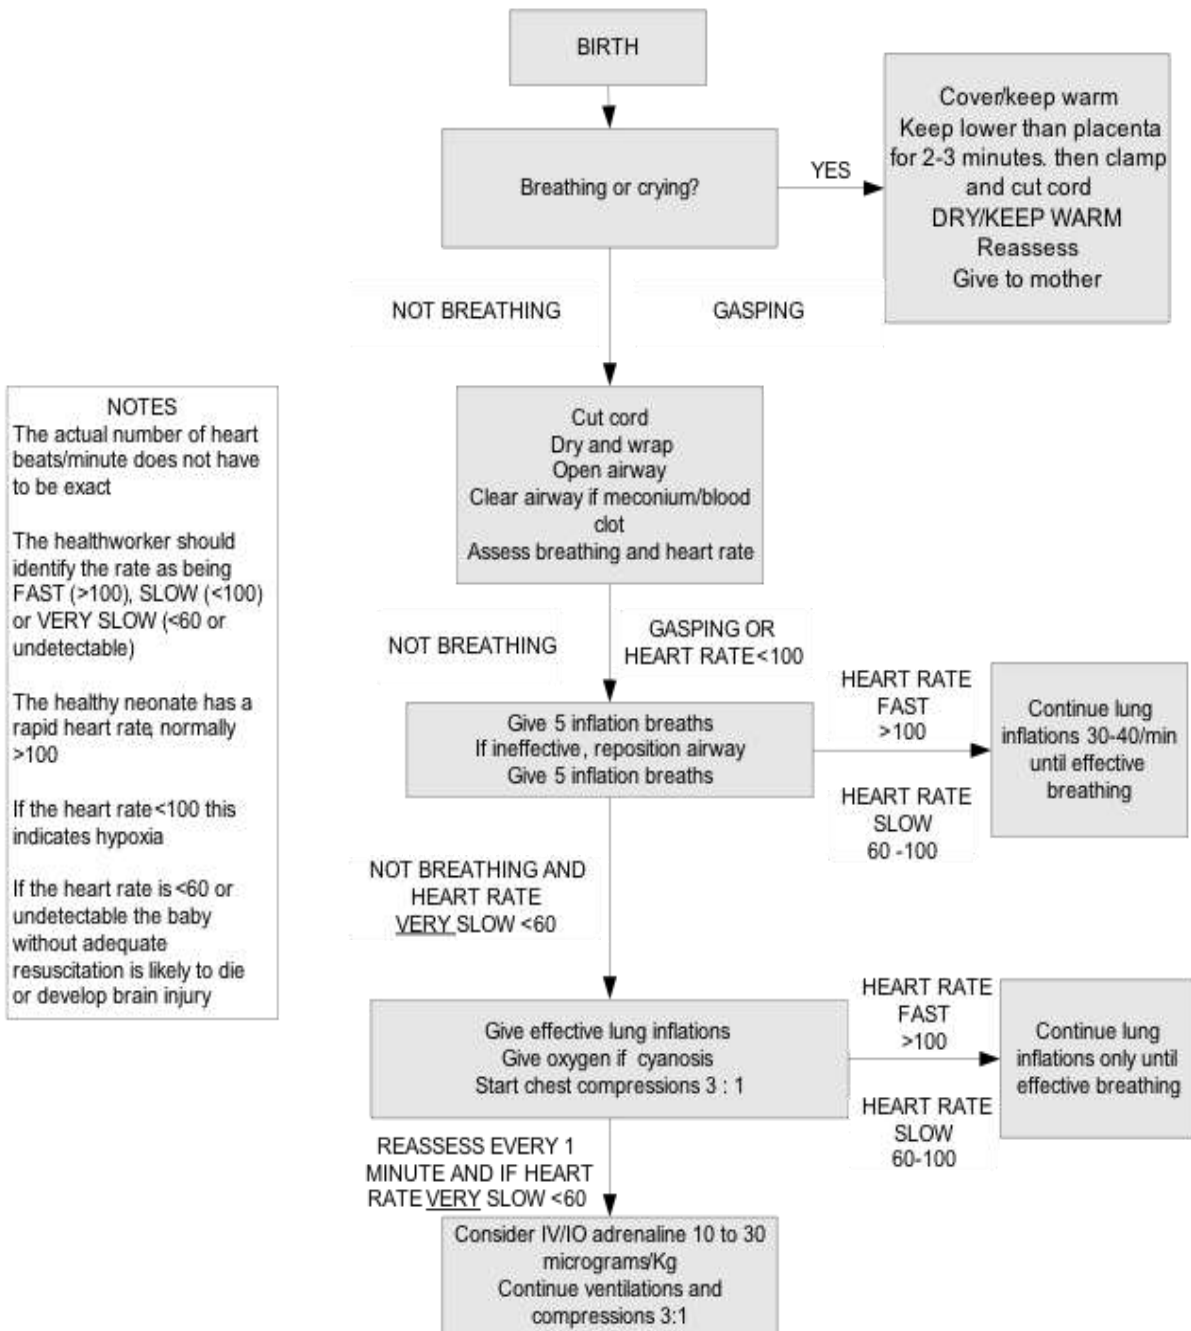 BIRTH
Breathing or crying?
YES
Cover/keep warm
Keep lower than placenta
for 2-3 minutes. then clamp
and cut cord
DRY/KEEP WARM
Reassess
Give to mother
NOT BREATHING
GASPING
Cut cord
Dry and wrap
Open airway
Clear airway if meconium/blood
clot
Assess breathing and heart rate
NOTES
The actual number of heart
beats/minute does not have
to be exact
The healthworker should
identify the rate as being
FAST (>100), SLOW (<100)
or VERY SLOW (<60 or
undetectable)
The healthy neonate has a
rapid heart rate, normally
>100
If the heart rate <100 this
indicates hypoxia
If the heart rate is <60 or
undetectable the baby
without adequate
resuscitation is likely to die
or develop brain injury
NOT BREATHING
GASPING OR
HEART RATE <100
Give 5 inflation breaths
If ineffective, reposition airway
Give 5 inflation breaths
HEART RATE
FAST
>100
HEART RATE
SLOW
60 -100
Continue lung
inflations 30-40/min
until effective
breathing
NOT BREATHING AND
HEART RATE
VERY SLOW <60
Give effective lung inflations
Give oxygen if cyanosis
Start chest compressions 3 : 1
HEART RATE
FAST
>100
HEART RATE
SLOW
60-100
Continue lung
inflations only until
effective breathing
REASSESS EVERY 1
MINUTE AND IF HEART
RATE VERY SLOW <60
Consider IV/IO adrenaline 10 to 30
micrograms/Kg
Continue ventilations and
compressions 3:1